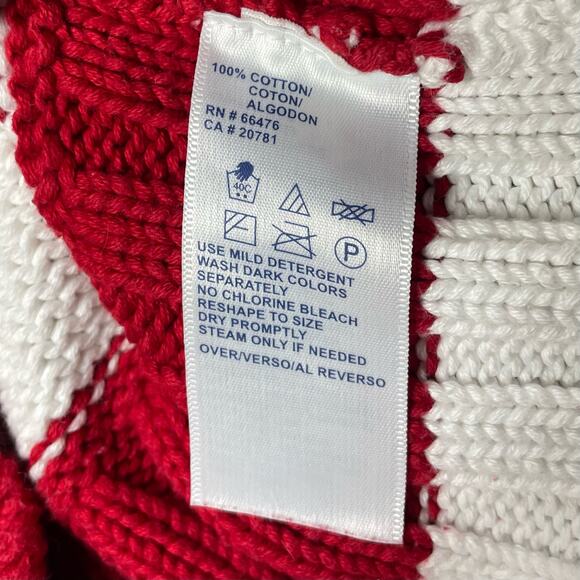 100% COTTON/
COTON/
ALGODON
RN # 66476
CA # 20781
40C
P
USE MILD DETERGENT
WASH DARK COLORS
SEPARATELY
NO CHLORINE BLEACH
RESHAPE TO SIZE
DRY PROMPTLY
STEAM ONLY IF NEEDED
OVER/VERSO/AL REVERSO